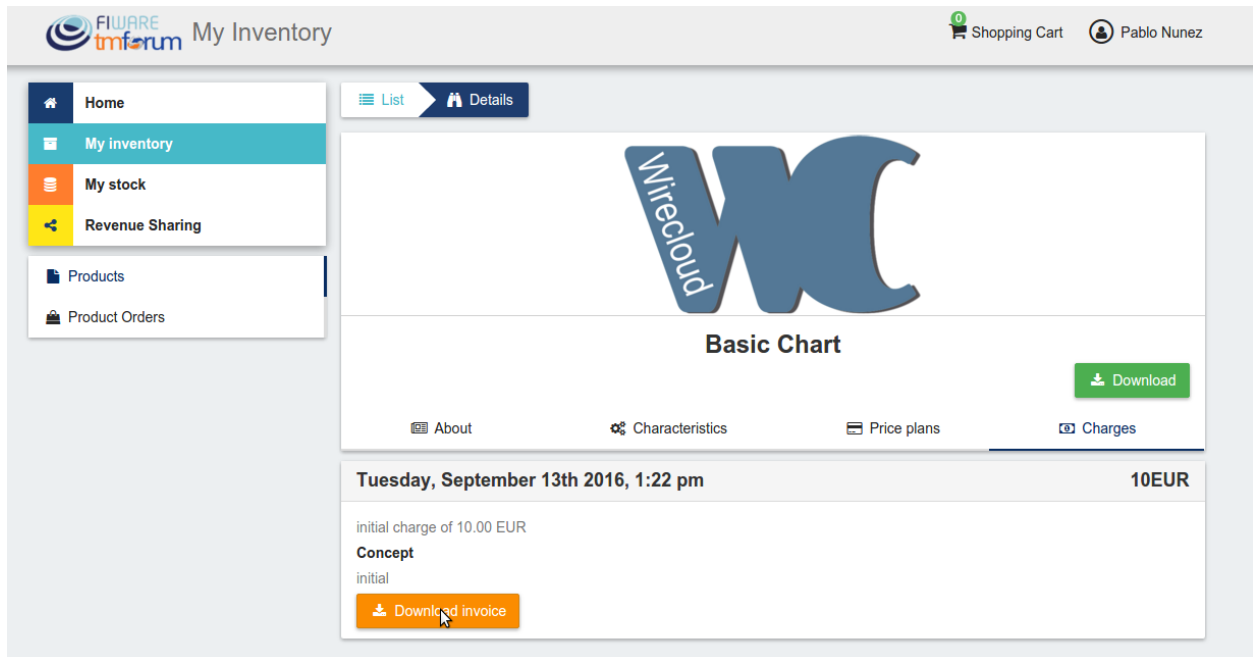 FIWARE
tmforum
My Inventory
0
Shopping Cart
Pablo Nunez
Home
My inventory
My stock
Revenue Sharing
Products
Product Orders
List
Details
Wirecloud
WC
Basic Chart
Download
About
Characteristics
Price plans
Charges
Tuesday, September 13th 2016, 1:22 pm
10EUR
initial charge of 10.00 EUR
Concept
initial
Download invoice